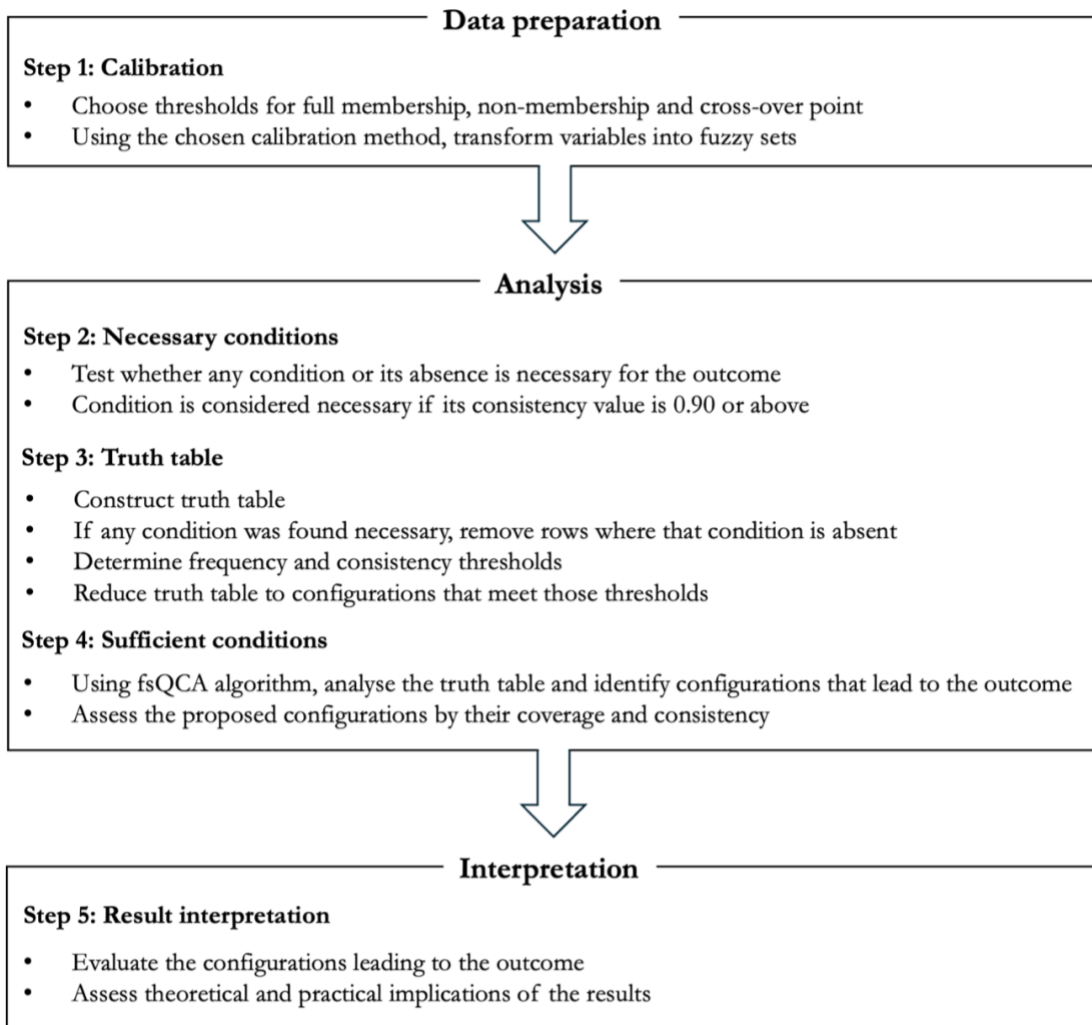 Data preparation
Step 1: Calibration
• Choose thresholds for full membership, non-membership and cross-over point
• Using the chosen calibration method, transform variables into fuzzy sets
Analysis
Step 2: Necessary conditions
• Test whether any condition or its absence is necessary for the outcome
• Condition is considered necessary if its consistency value is 0.90 or above
Step 3: Truth table
• Construct truth table
• If any condition was found necessary, remove rows where that condition is absent
• Determine frequency and consistency thresholds
• Reduce truth table to configurations that meet those thresholds
Step 4: Sufficient conditions
• Using fsQCA algorithm, analyse the truth table and identify configurations that lead to the outcome
• Assess the proposed configurations by their coverage and consistency
Interpretation
Step 5: Result interpretation
• Evaluate the configurations leading to the outcome
• Assess theoretical and practical implications of the results